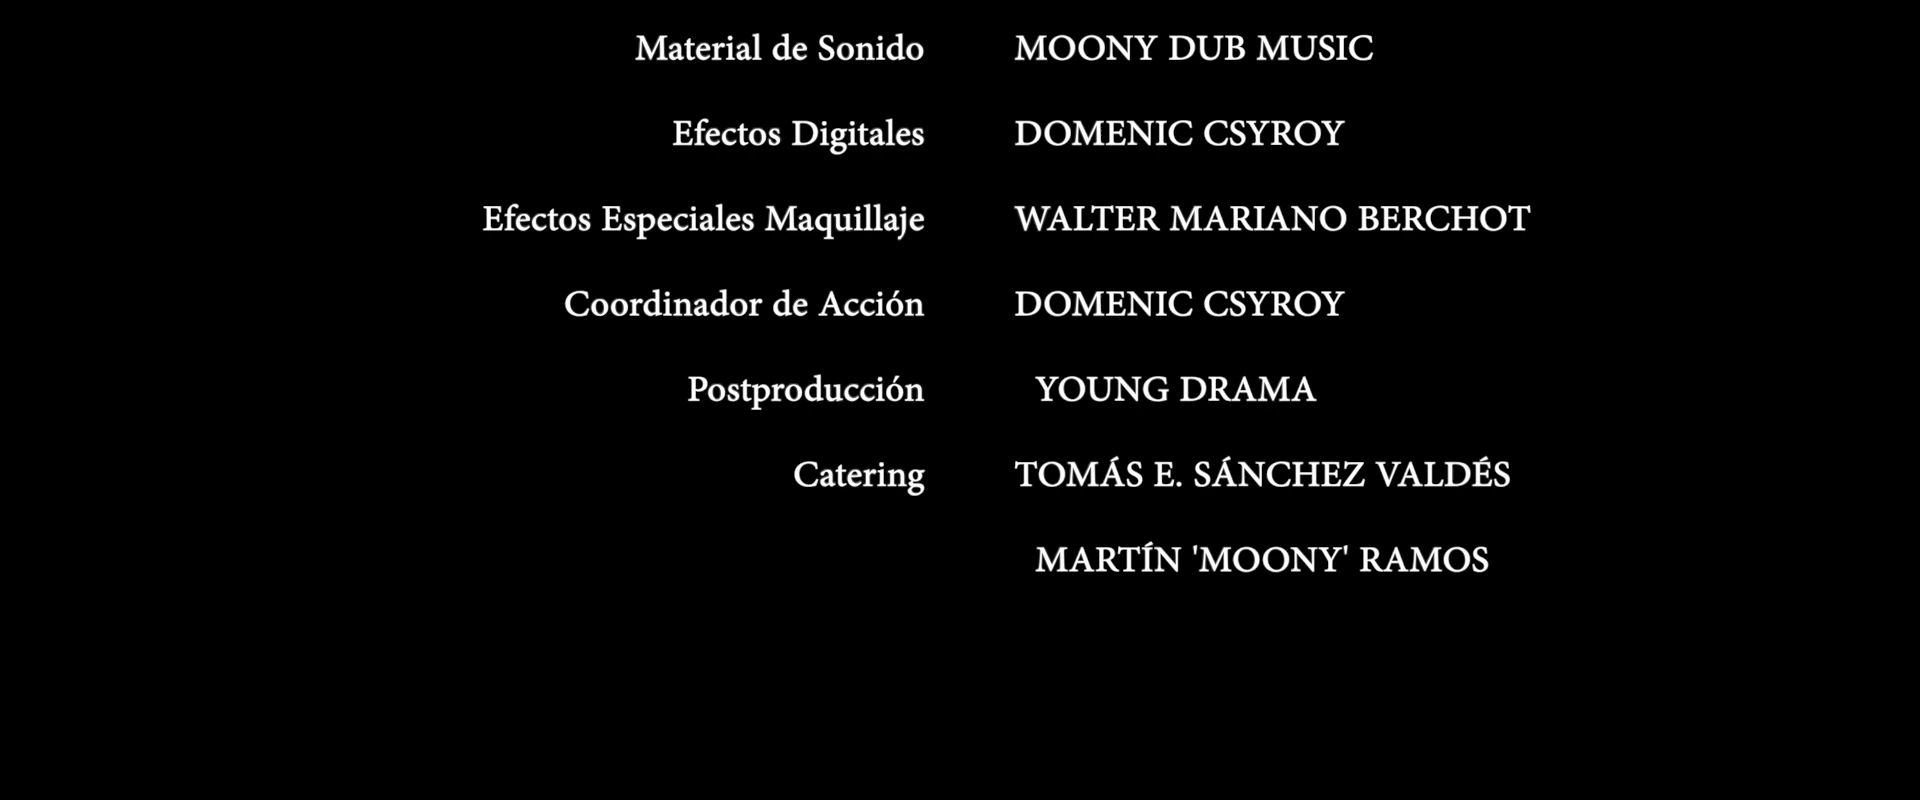 Material de Sonido MOONY DUB MUSIC
Efectos Digitales DOMENIC CSYROY
Efectos Especiales Maquillaje WALTER MARIANO BERCHOT
Coordinador de Acción DOMENIC CSYROY
Postproducción YOUNG DRAMA
Catering TOMÁS E. SÁNCHEZ VALDÉS
MARTÍN 'MOONY' RAMOS